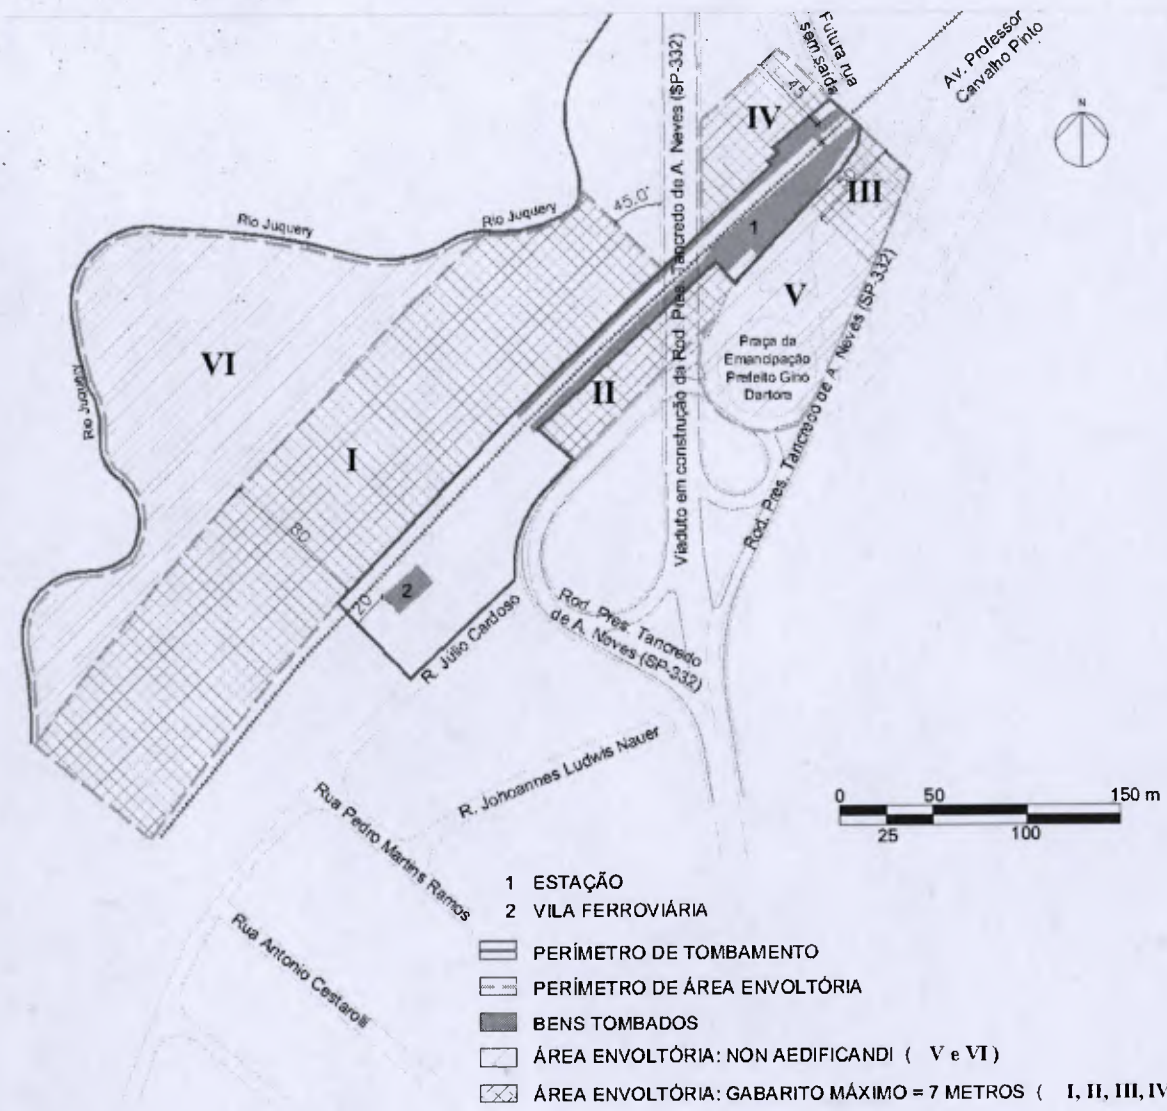 Futura rua
sem saída
Av. Professor
Carvalho Pinto
N
Viaduto em construção da Rod. Pres. Tancredo de A. Neves (SP-332)
45
IV
III
Rio Juquery
Rio Juquery
45.0°
1
V
VI
Praça da
Emancipação
Prefeito Gino
Dartora
II
Rio Juquery
I
Rod. Pres. Tancredo de A. Neves (SP-332)
80
2
20
R. Júlio Cardoso
Rod. Pres. Tancredo
de A. Neves (SP-332)
R. Johoannes Ludwis Nauer
Rua Pedro Martins Ramos
Rua Antonio Cestarolli
0 50 150 m
25 100
1 ESTAÇÃO
2 VILA FERROVIÁRIA
PERÍMETRO DE TOMBAMENTO
PERÍMETRO DE ÁREA ENVOLTÓRIA
BENS TOMBADOS
ÁREA ENVOLTÓRIA: NON AEDIFICANDI ( V e VI )
ÁREA ENVOLTÓRIA: GABARITO MÁXIMO = 7 METROS ( I, II, III, IV